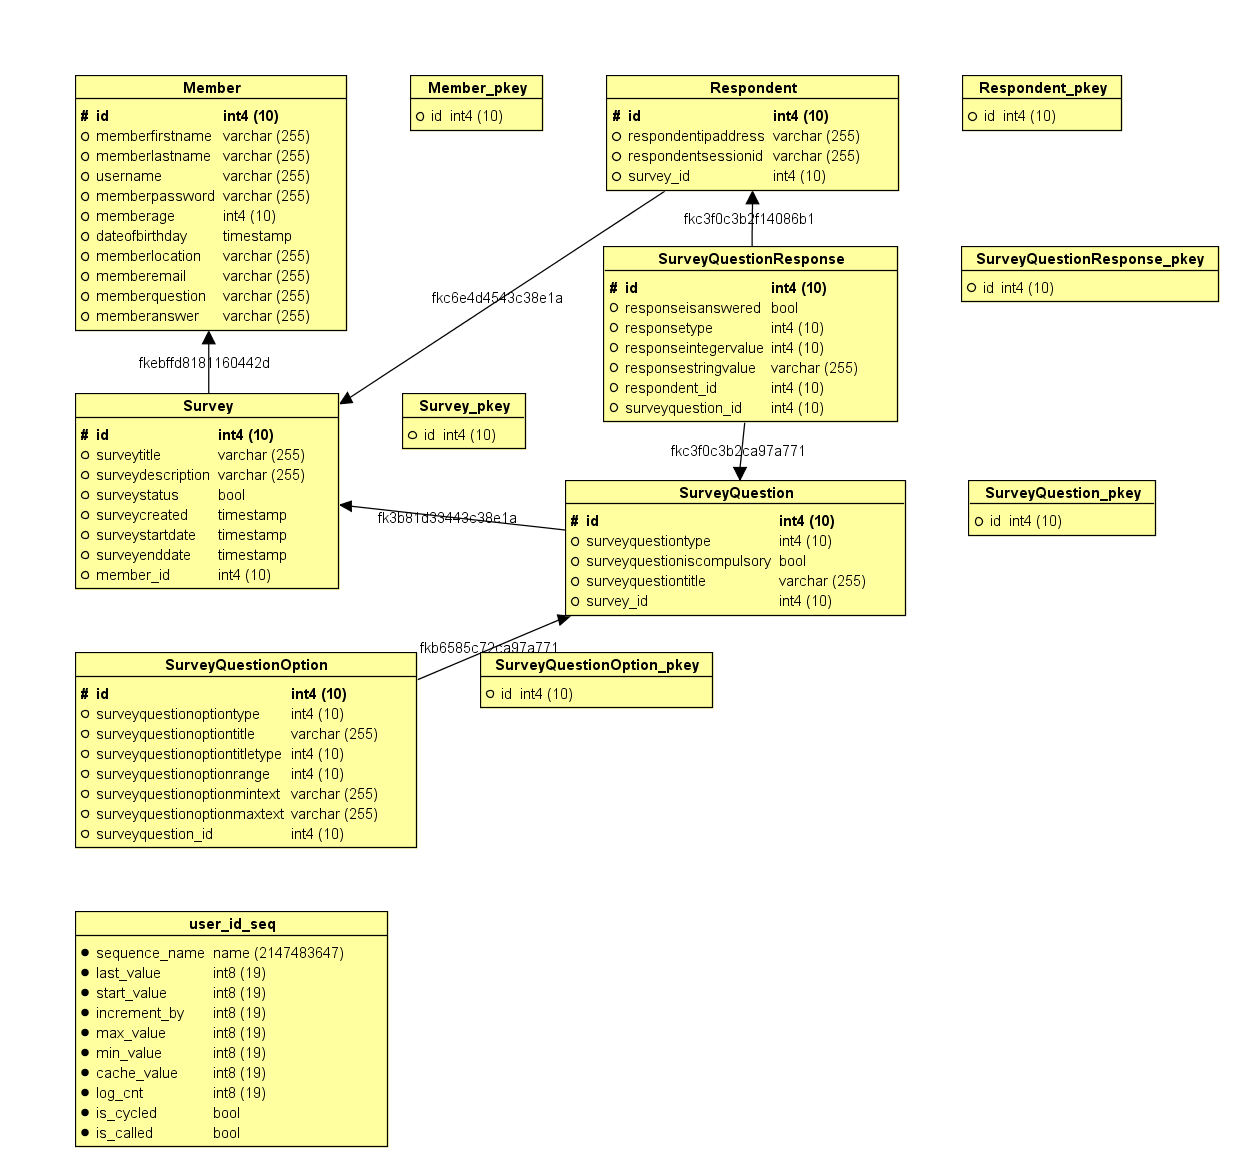 Member
# id int4 (10)
memberfirstname varchar (255)
memberlastname varchar (255)
username varchar (255)
memberpassword varchar (255)
memberage int4 (10)
dateofbirthday timestamp
memberlocation varchar (255)
memberemail varchar (255)
memberquestion varchar (255)
memberanswer varchar (255)
Member_pkey
id int4 (10)
Respondent
# id int4 (10)
respondentipaddress varchar (255)
respondentsessionid varchar (255)
survey_id int4 (10)
Respondent_pkey
id int4 (10)
fkc3f0c3b2f14086b1
SurveyQuestionResponse
# id int4 (10)
responseisanswered bool
responsetype int4 (10)
responseintegervalue int4 (10)
responsestringvalue varchar (255)
respondent_id int4 (10)
surveyquestion_id int4 (10)
SurveyQuestionResponse_pkey
id int4 (10)
fkc6e4d4543c38e1a
fkebffd8181160442d
Survey
# id int4 (10)
surveytitle varchar (255)
surveydescription varchar (255)
surveystatus bool
surveycreated timestamp
surveystartdate timestamp
surveyenddate timestamp
member_id int4 (10)
Survey_pkey
id int4 (10)
fkc3f0c3b2ca97a771
fk3b81d33443c38e1a
SurveyQuestion
# id int4 (10)
surveyquestiontype int4 (10)
surveyquestioniscompulsory bool
surveyquestiontitle varchar (255)
survey_id int4 (10)
SurveyQuestion_pkey
id int4 (10)
fkb6585c72ca97a771
SurveyQuestionOption
# id int4 (10)
surveyquestionoptiontype int4 (10)
surveyquestionoptiontitle varchar (255)
surveyquestionoptiontitletype int4 (10)
surveyquestionoptionrange int4 (10)
surveyquestionoptionmintext varchar (255)
surveyquestionoptionmaxtext varchar (255)
surveyquestion_id int4 (10)
SurveyQuestionOption_pkey
id int4 (10)
user_id_seq
sequence_name name (2147483647)
last_value int8 (19)
start_value int8 (19)
increment_by int8 (19)
max_value int8 (19)
min_value int8 (19)
cache_value int8 (19)
log_cnt int8 (19)
is_cycled bool
is_called bool